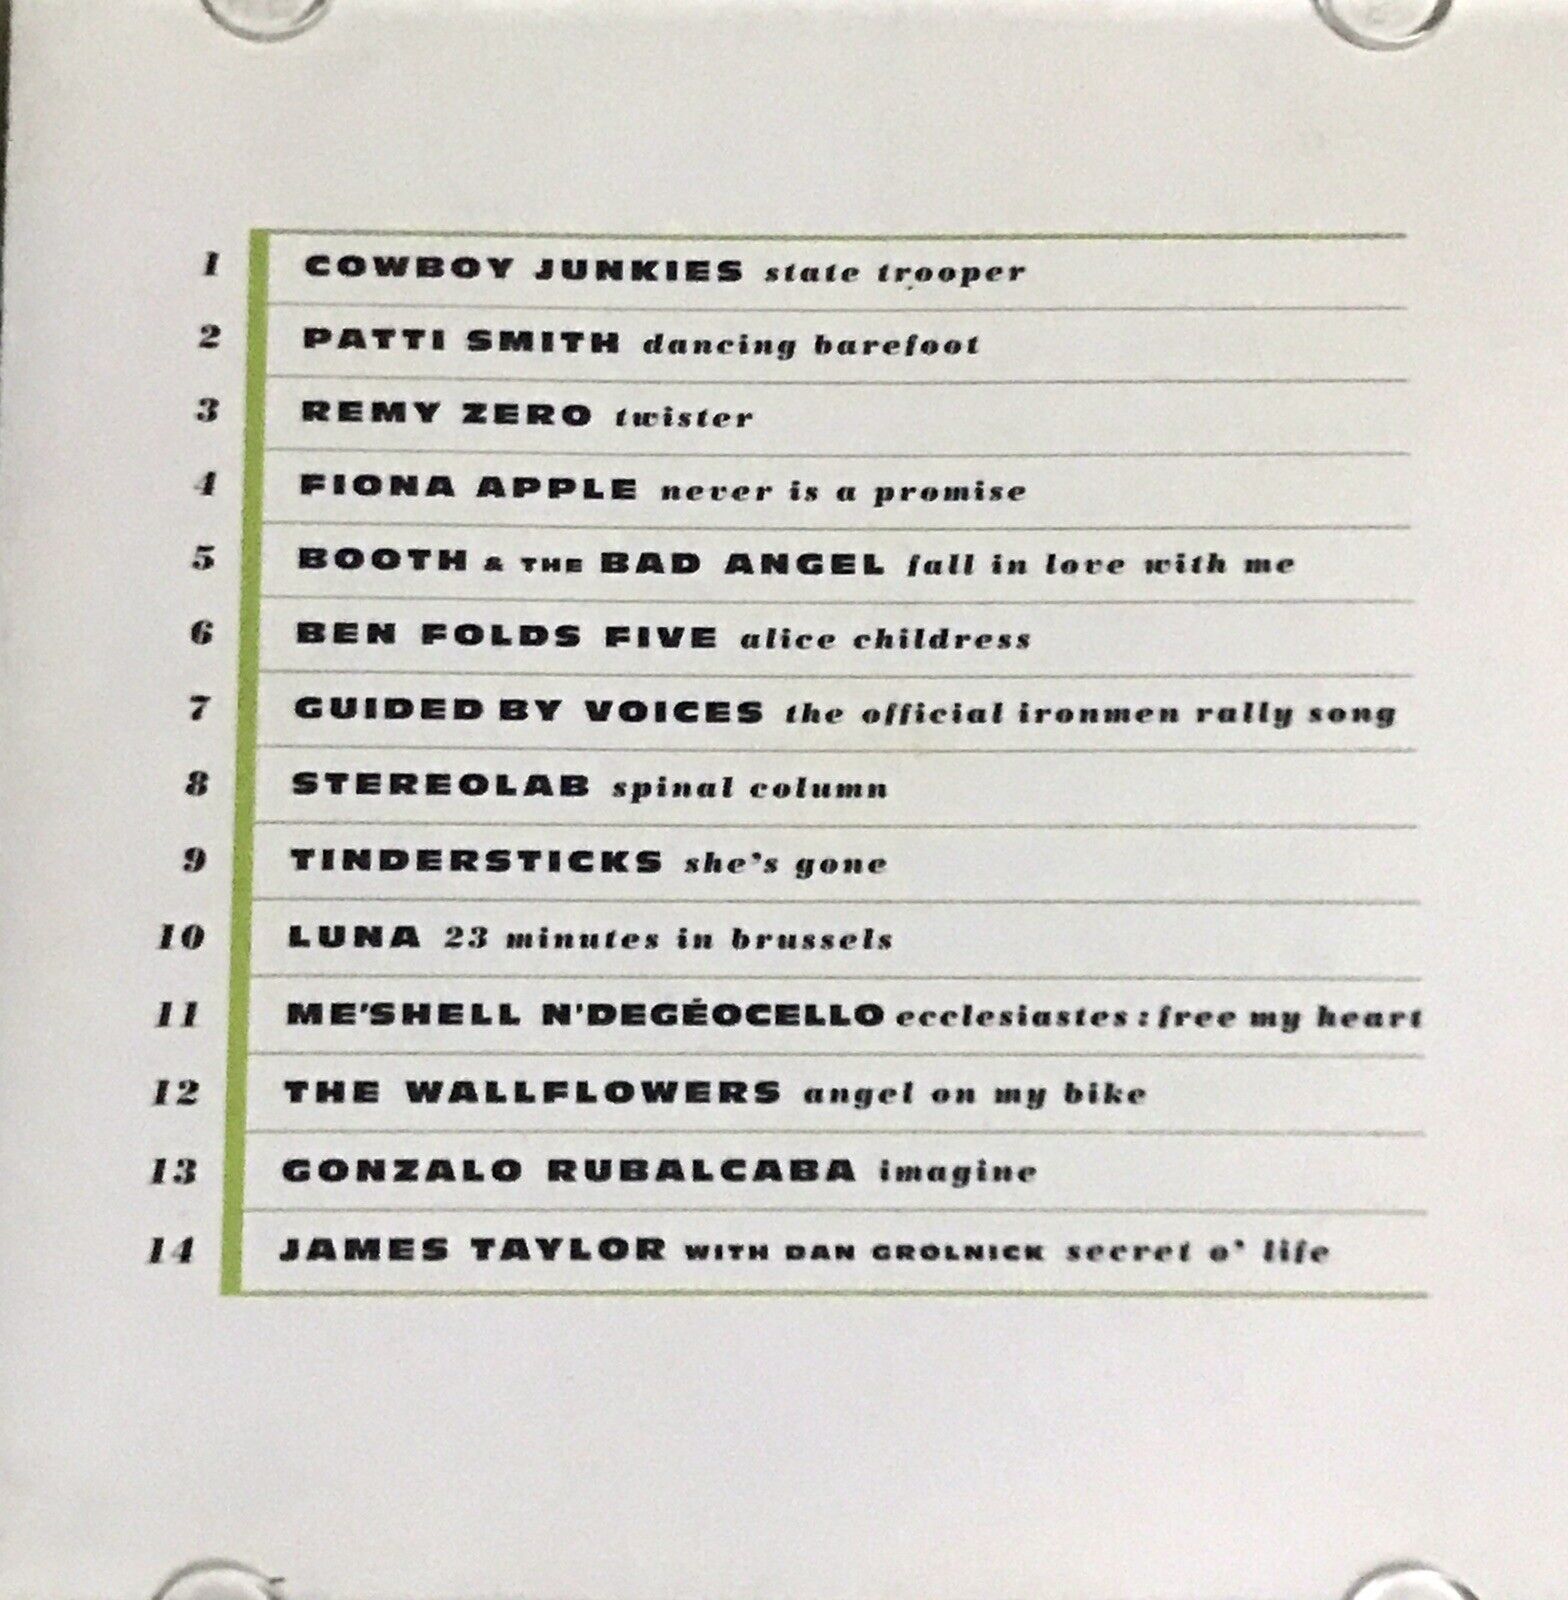 1 COWBOY JUNKIES state trooper
2 PATTI SMITH dancing barefoot
3 REMY ZERO twister
4 FIONA APPLE never is a promise
5 BOOTH & THE BAD ANGEL fall in love with me
6 BEN FOLDS FIVE alice childress
7 GUIDED BY VOICES the official ironmen rally song
8 STEREOLAB spinal column
9 TINDERSTICKS she's gone
10 LUNA 23 minutes in brussels
11 ME'SHELL N'DEGÉOCELLO ecclesiastes: free my heart
12 THE WALLFLOWERS angel on my bike
13 GONZALO RUBALCABA imagine
14 JAMES TAYLOR WITH DAN GROLNICK secret o' life